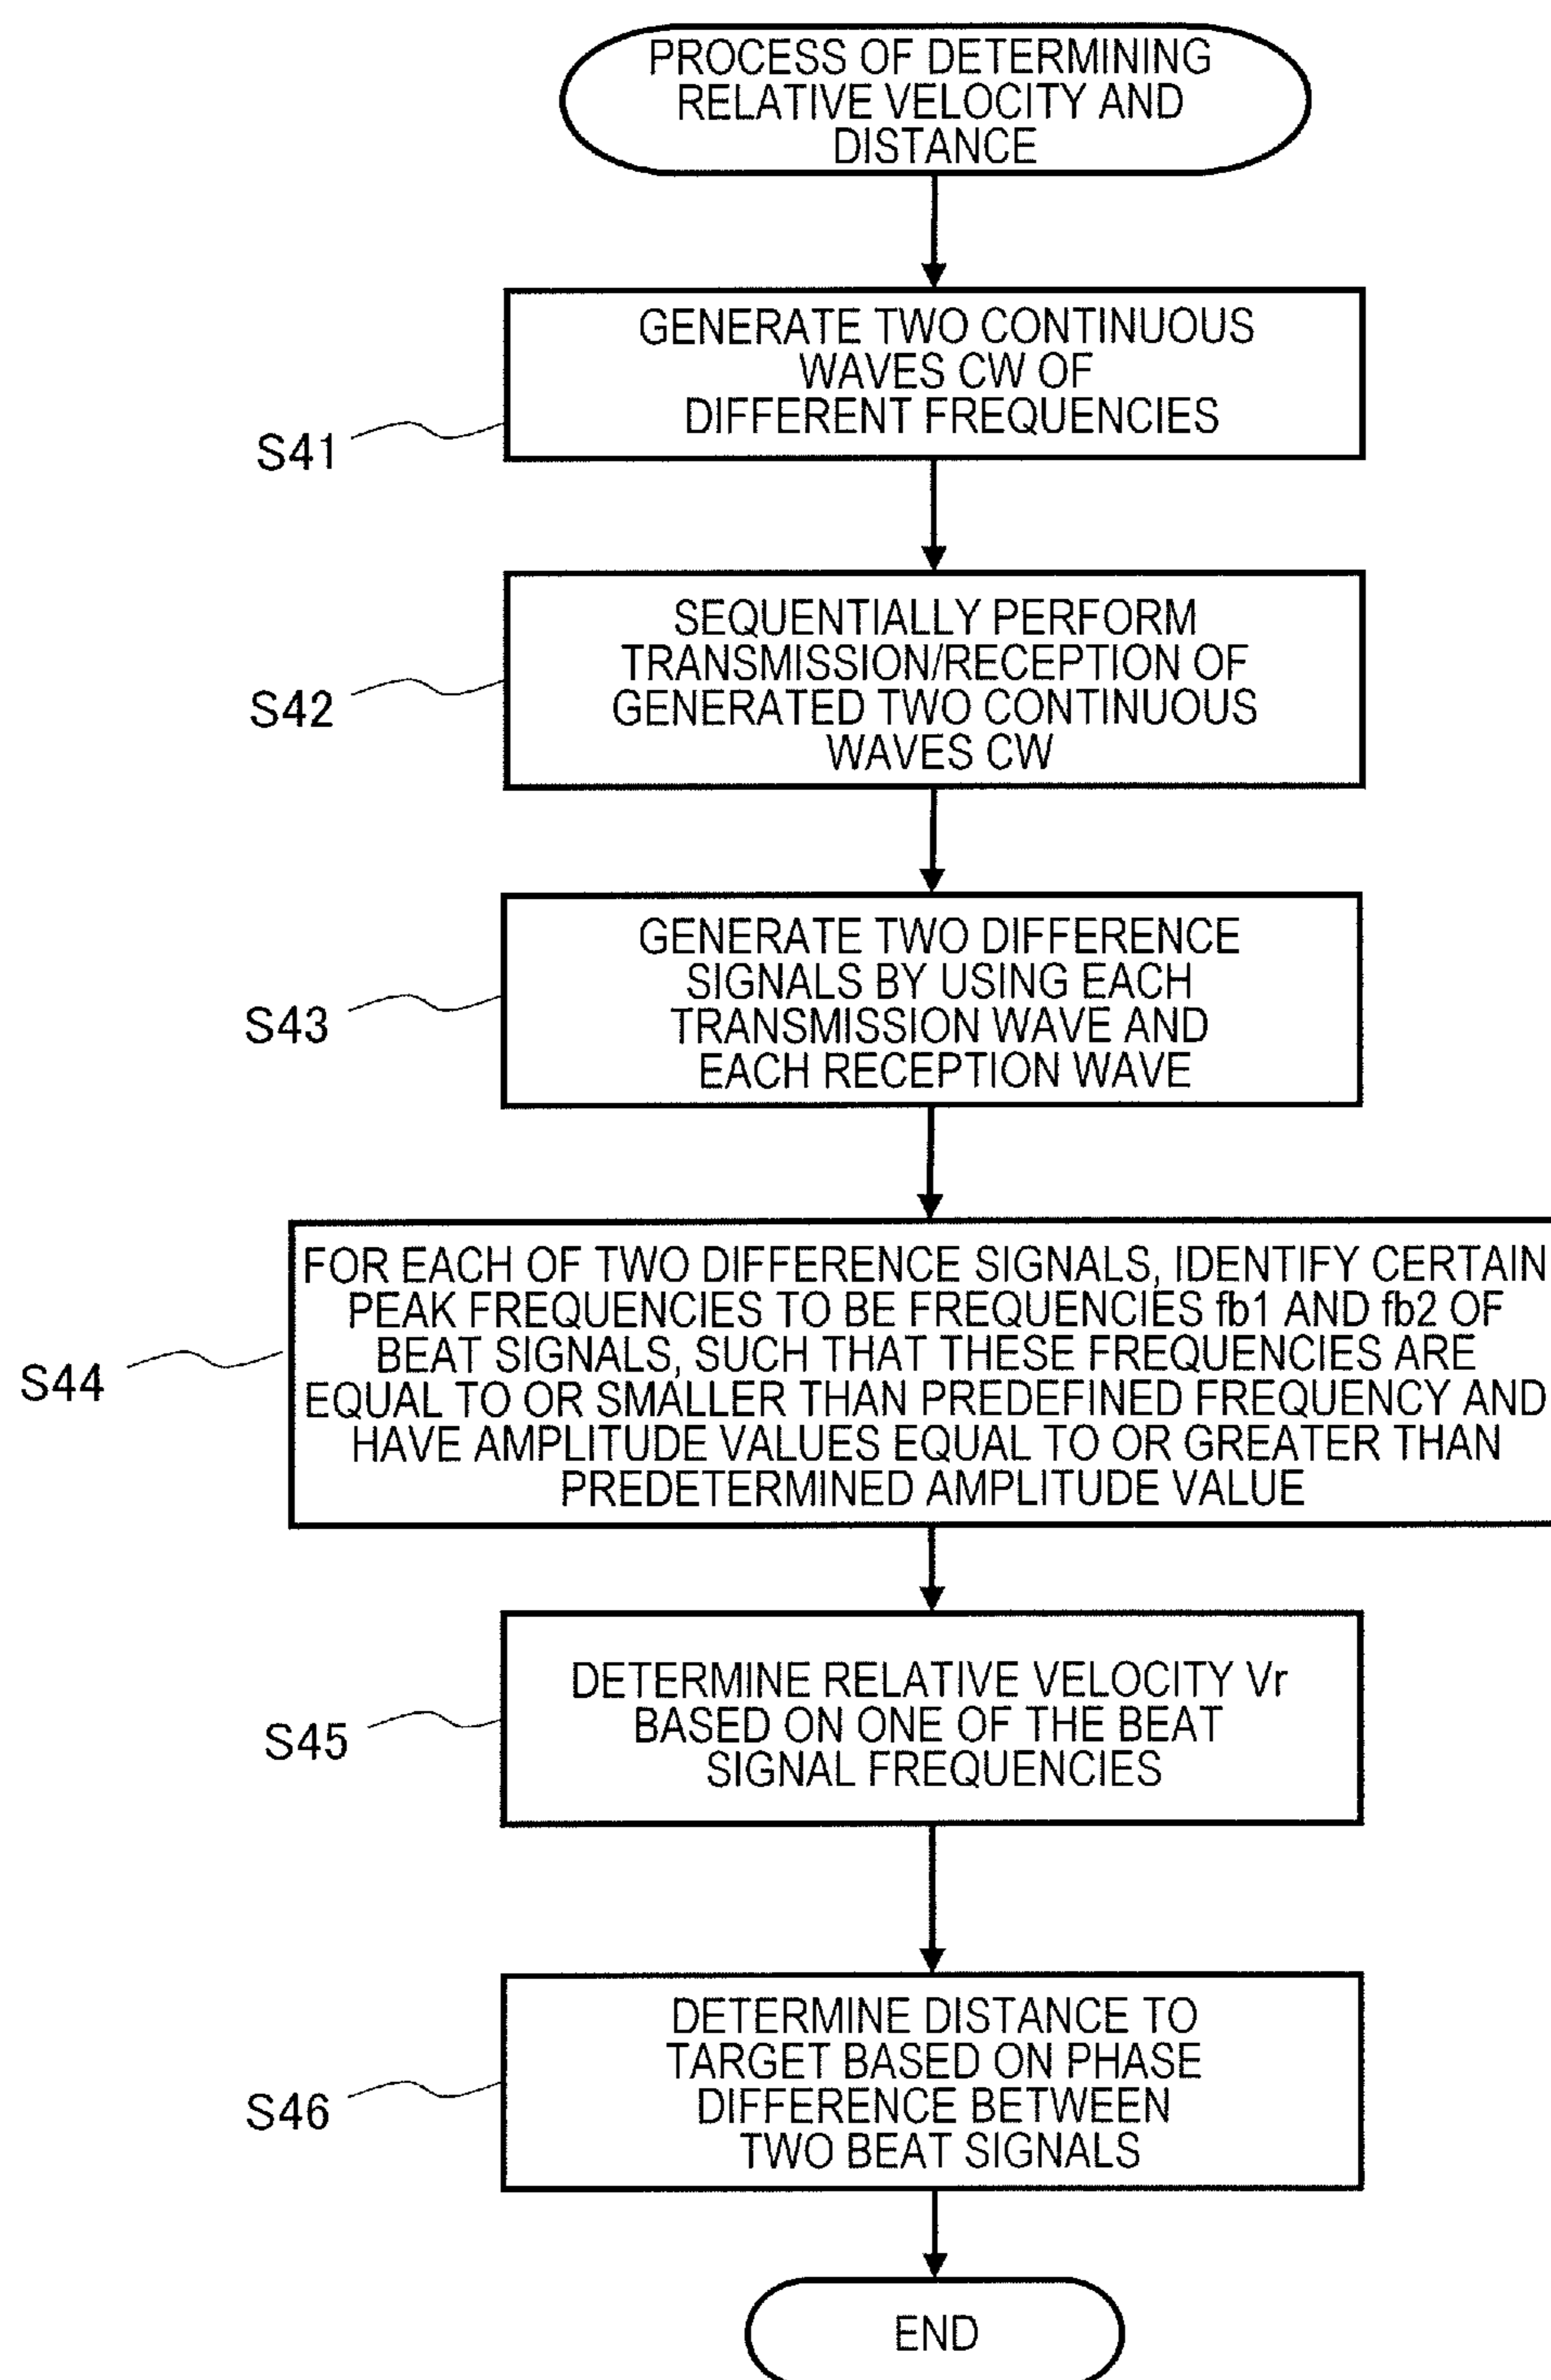 PROCESS OF DETERMINING
RELATIVE VELOCITY AND
DISTANCE
GENERATE TWO CONTINUOUS
WAVES CW OF
DIFFERENT FREQUENCIES
S41
SEQUENTIALLY PERFORM
TRANSMISSION/RECEPTION OF
GENERATED TWO CONTINUOUS
WAVES CW
S42
GENERATE TWO DIFFERENCE
SIGNALS BY USING EACH
TRANSMISSION WAVE AND
EACH RECEPTION WAVE
S43
FOR EACH OF TWO DIFFERENCE SIGNALS, IDENTIFY CERTAIN
PEAK FREQUENCIES TO BE FREQUENCIES fb1 AND fb2 OF
BEAT SIGNALS, SUCH THAT THESE FREQUENCIES ARE
EQUAL TO OR SMALLER THAN PREDEFINED FREQUENCY AND
HAVE AMPLITUDE VALUES EQUAL TO OR GREATER THAN
PREDETERMINED AMPLITUDE VALUE
S44
DETERMINE RELATIVE VELOCITY Vr
BASED ON ONE OF THE BEAT
SIGNAL FREQUENCIES
S45
DETERMINE DISTANCE TO
TARGET BASED ON PHASE
DIFFERENCE BETWEEN
TWO BEAT SIGNALS
S46
END